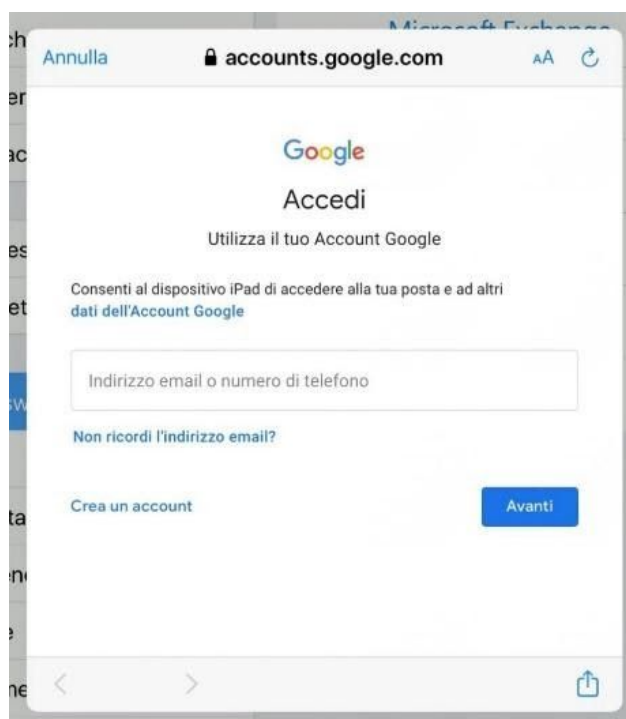 Microsoft Exchange
Annulla
accounts.google.com
AA
Google
Accedi
Utilizza il tuo Account Google
Consenti al dispositivo iPad di accedere alla tua posta e ad altri
dati dell'Account Google
Indirizzo email o numero di telefono
Non ricordi l'indirizzo email?
Crea un account
Avanti